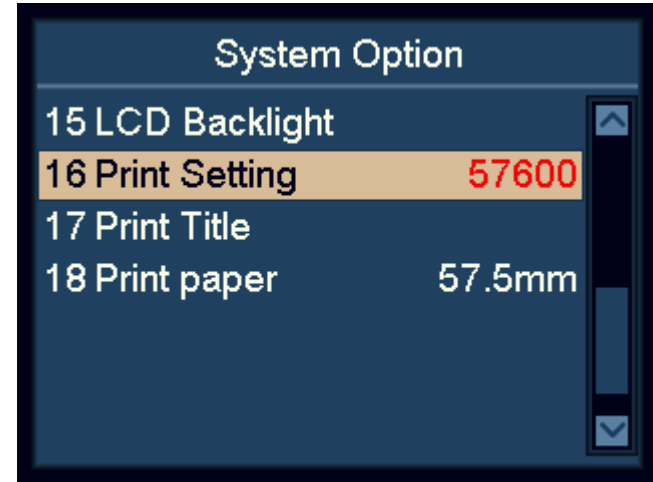 System Option
15 LCD Backlight
16 Print Setting 57600
17 Print Title
18 Print paper 57.5mm